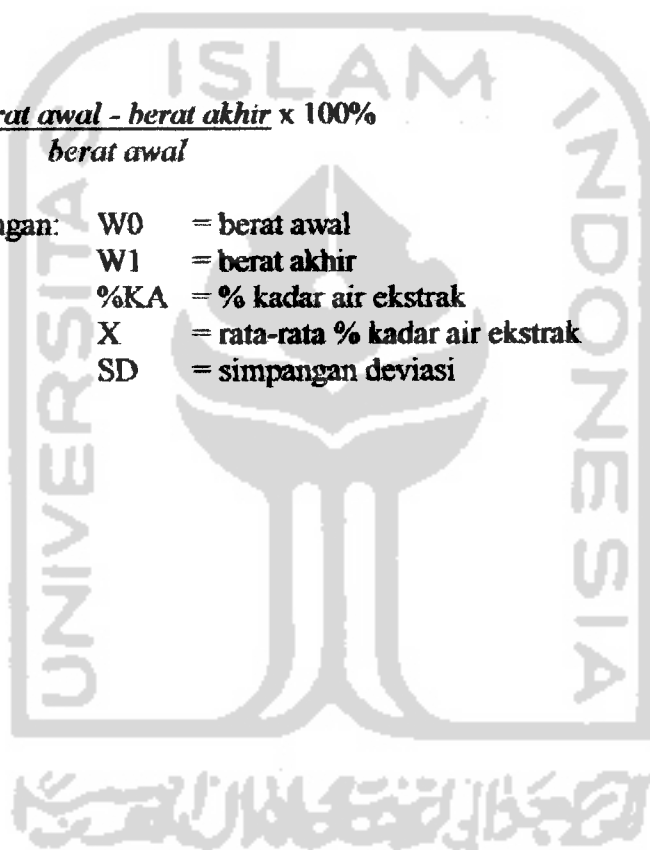 ISLAM
UNIVERSITAS
INDONESIA
rat awal - berat akhir x 100%
berat awal
ngan: W0 = berat awal
W1 = berat akhir
%KA = % kadar air ekstrak
X = rata-rata % kadar air ekstrak
SD = simpangan deviasi